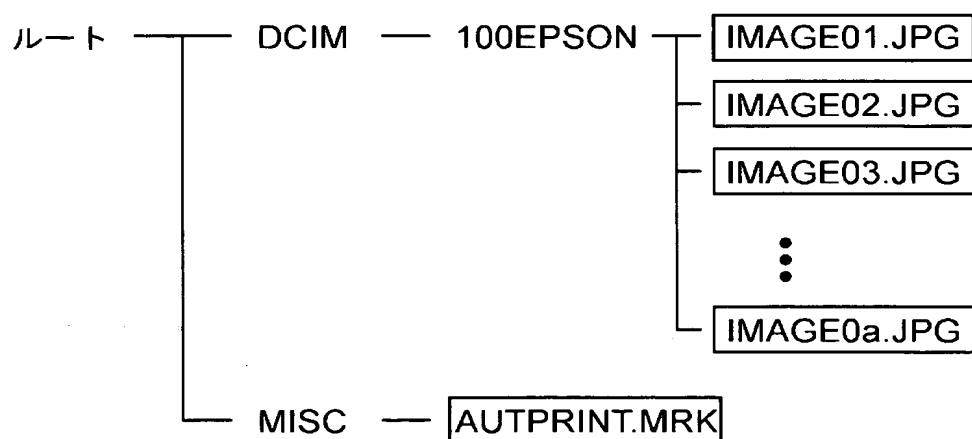 ルート DCIM 100EPSON IMAGE01.JPG
IMAGE02.JPG
IMAGE03.JPG
IMAGE0a.JPG
MISC AUTPRINT.MRK